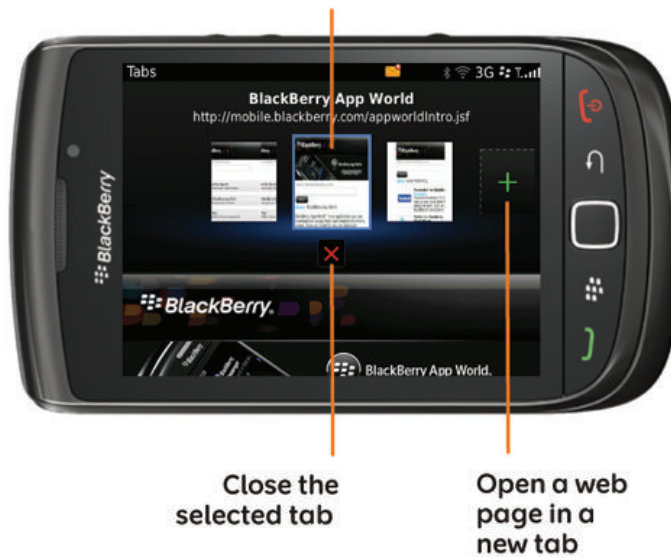 Tabs
3G
BlackBerry App World
http://mobile.blackberry.com/appworldIntro.jsf
BlackBerry
BlackBerry.
BlackBerry App World.
Close the
selected tab
Open a web
page in a
new tab